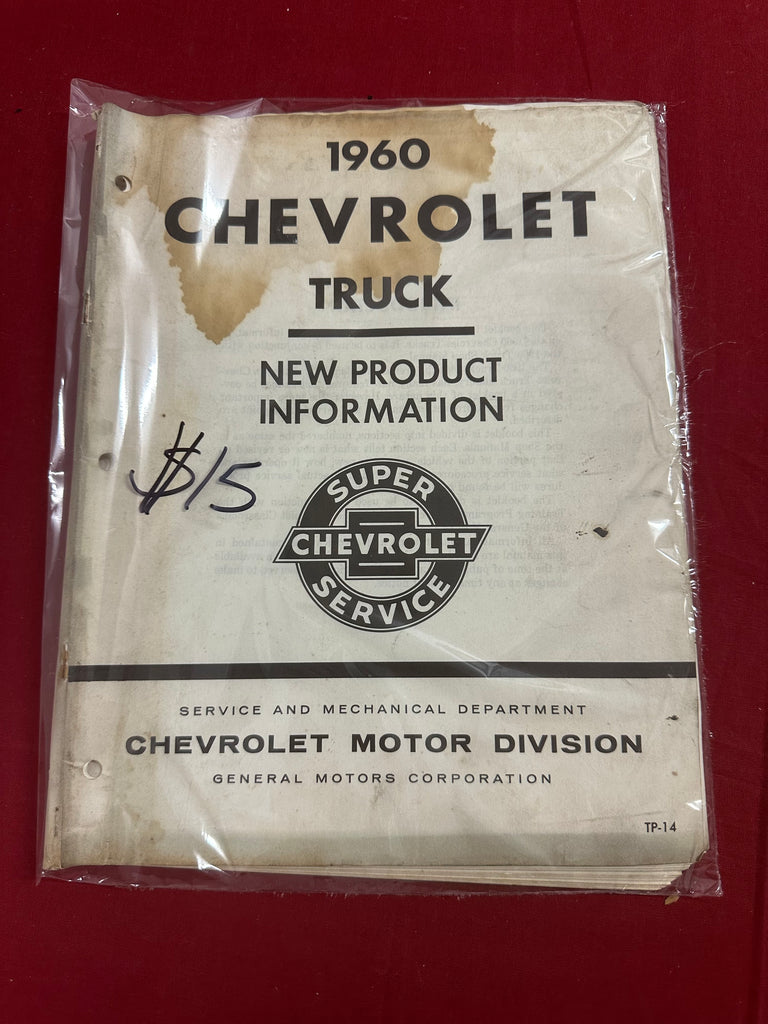 1960
CHEVROLET
TRUCK
NEW PRODUCT
INFORMATION
$15
SUPER
CHEVROLET
SERVICE
SERVICE AND MECHANICAL DEPARTMENT
CHEVROLET MOTOR DIVISION
GENERAL MOTORS CORPORATION
TP-14